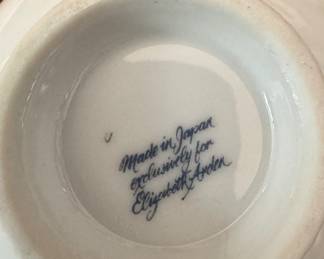 Made in Japan
exclusively for
Elizabeth Arden